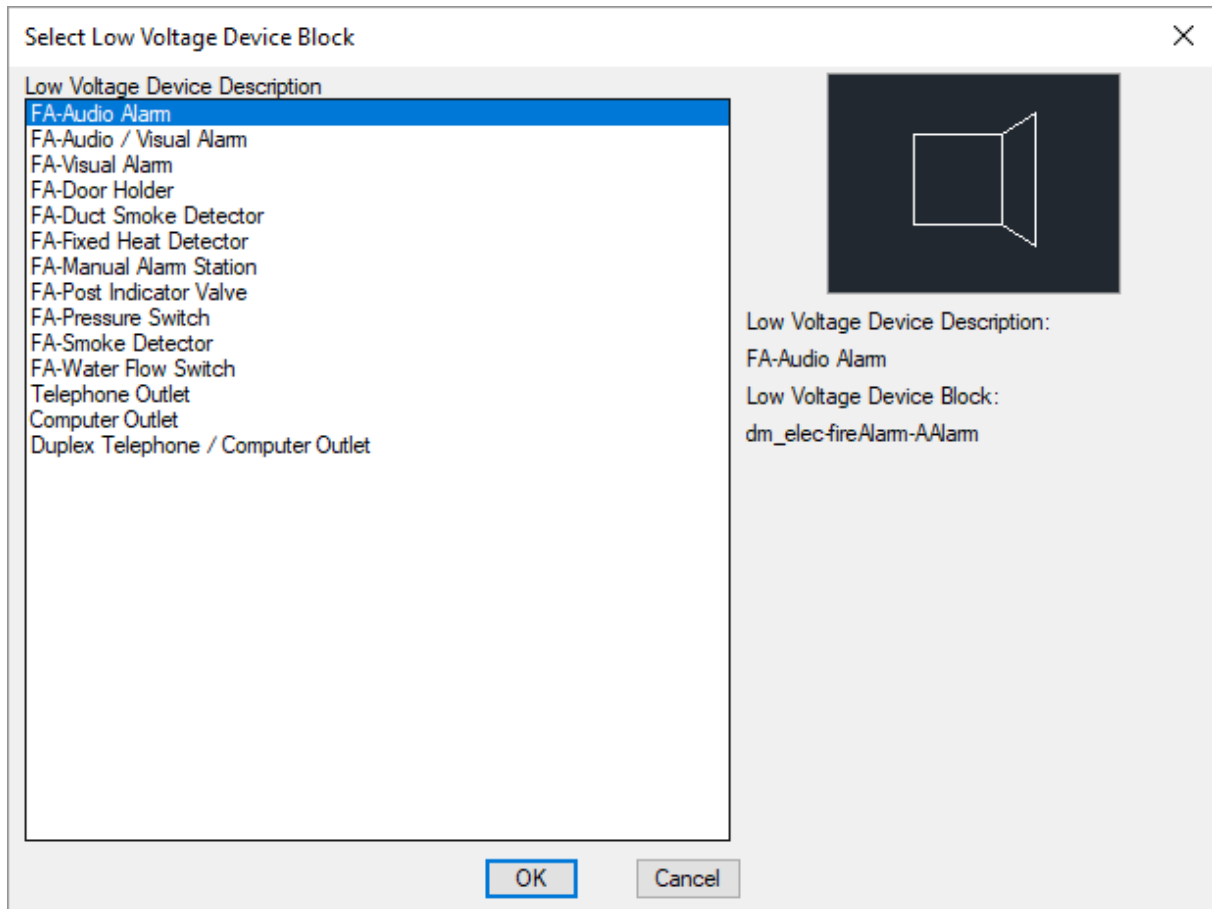 Select Low Voltage Device Block
Low Voltage Device Description
FA-Audio Alarm
FA-Audio / Visual Alarm
FA-Visual Alarm
FA-Door Holder
FA-Duct Smoke Detector
FA-Fixed Heat Detector
FA-Manual Alarm Station
FA-Post Indicator Valve
FA-Pressure Switch
FA-Smoke Detector
FA-Water Flow Switch
Telephone Outlet
Computer Outlet
Duplex Telephone / Computer Outlet
Low Voltage Device Description:
FA-Audio Alarm
Low Voltage Device Block:
dm_elec-fireAlarm-AAlarm
OK
Cancel